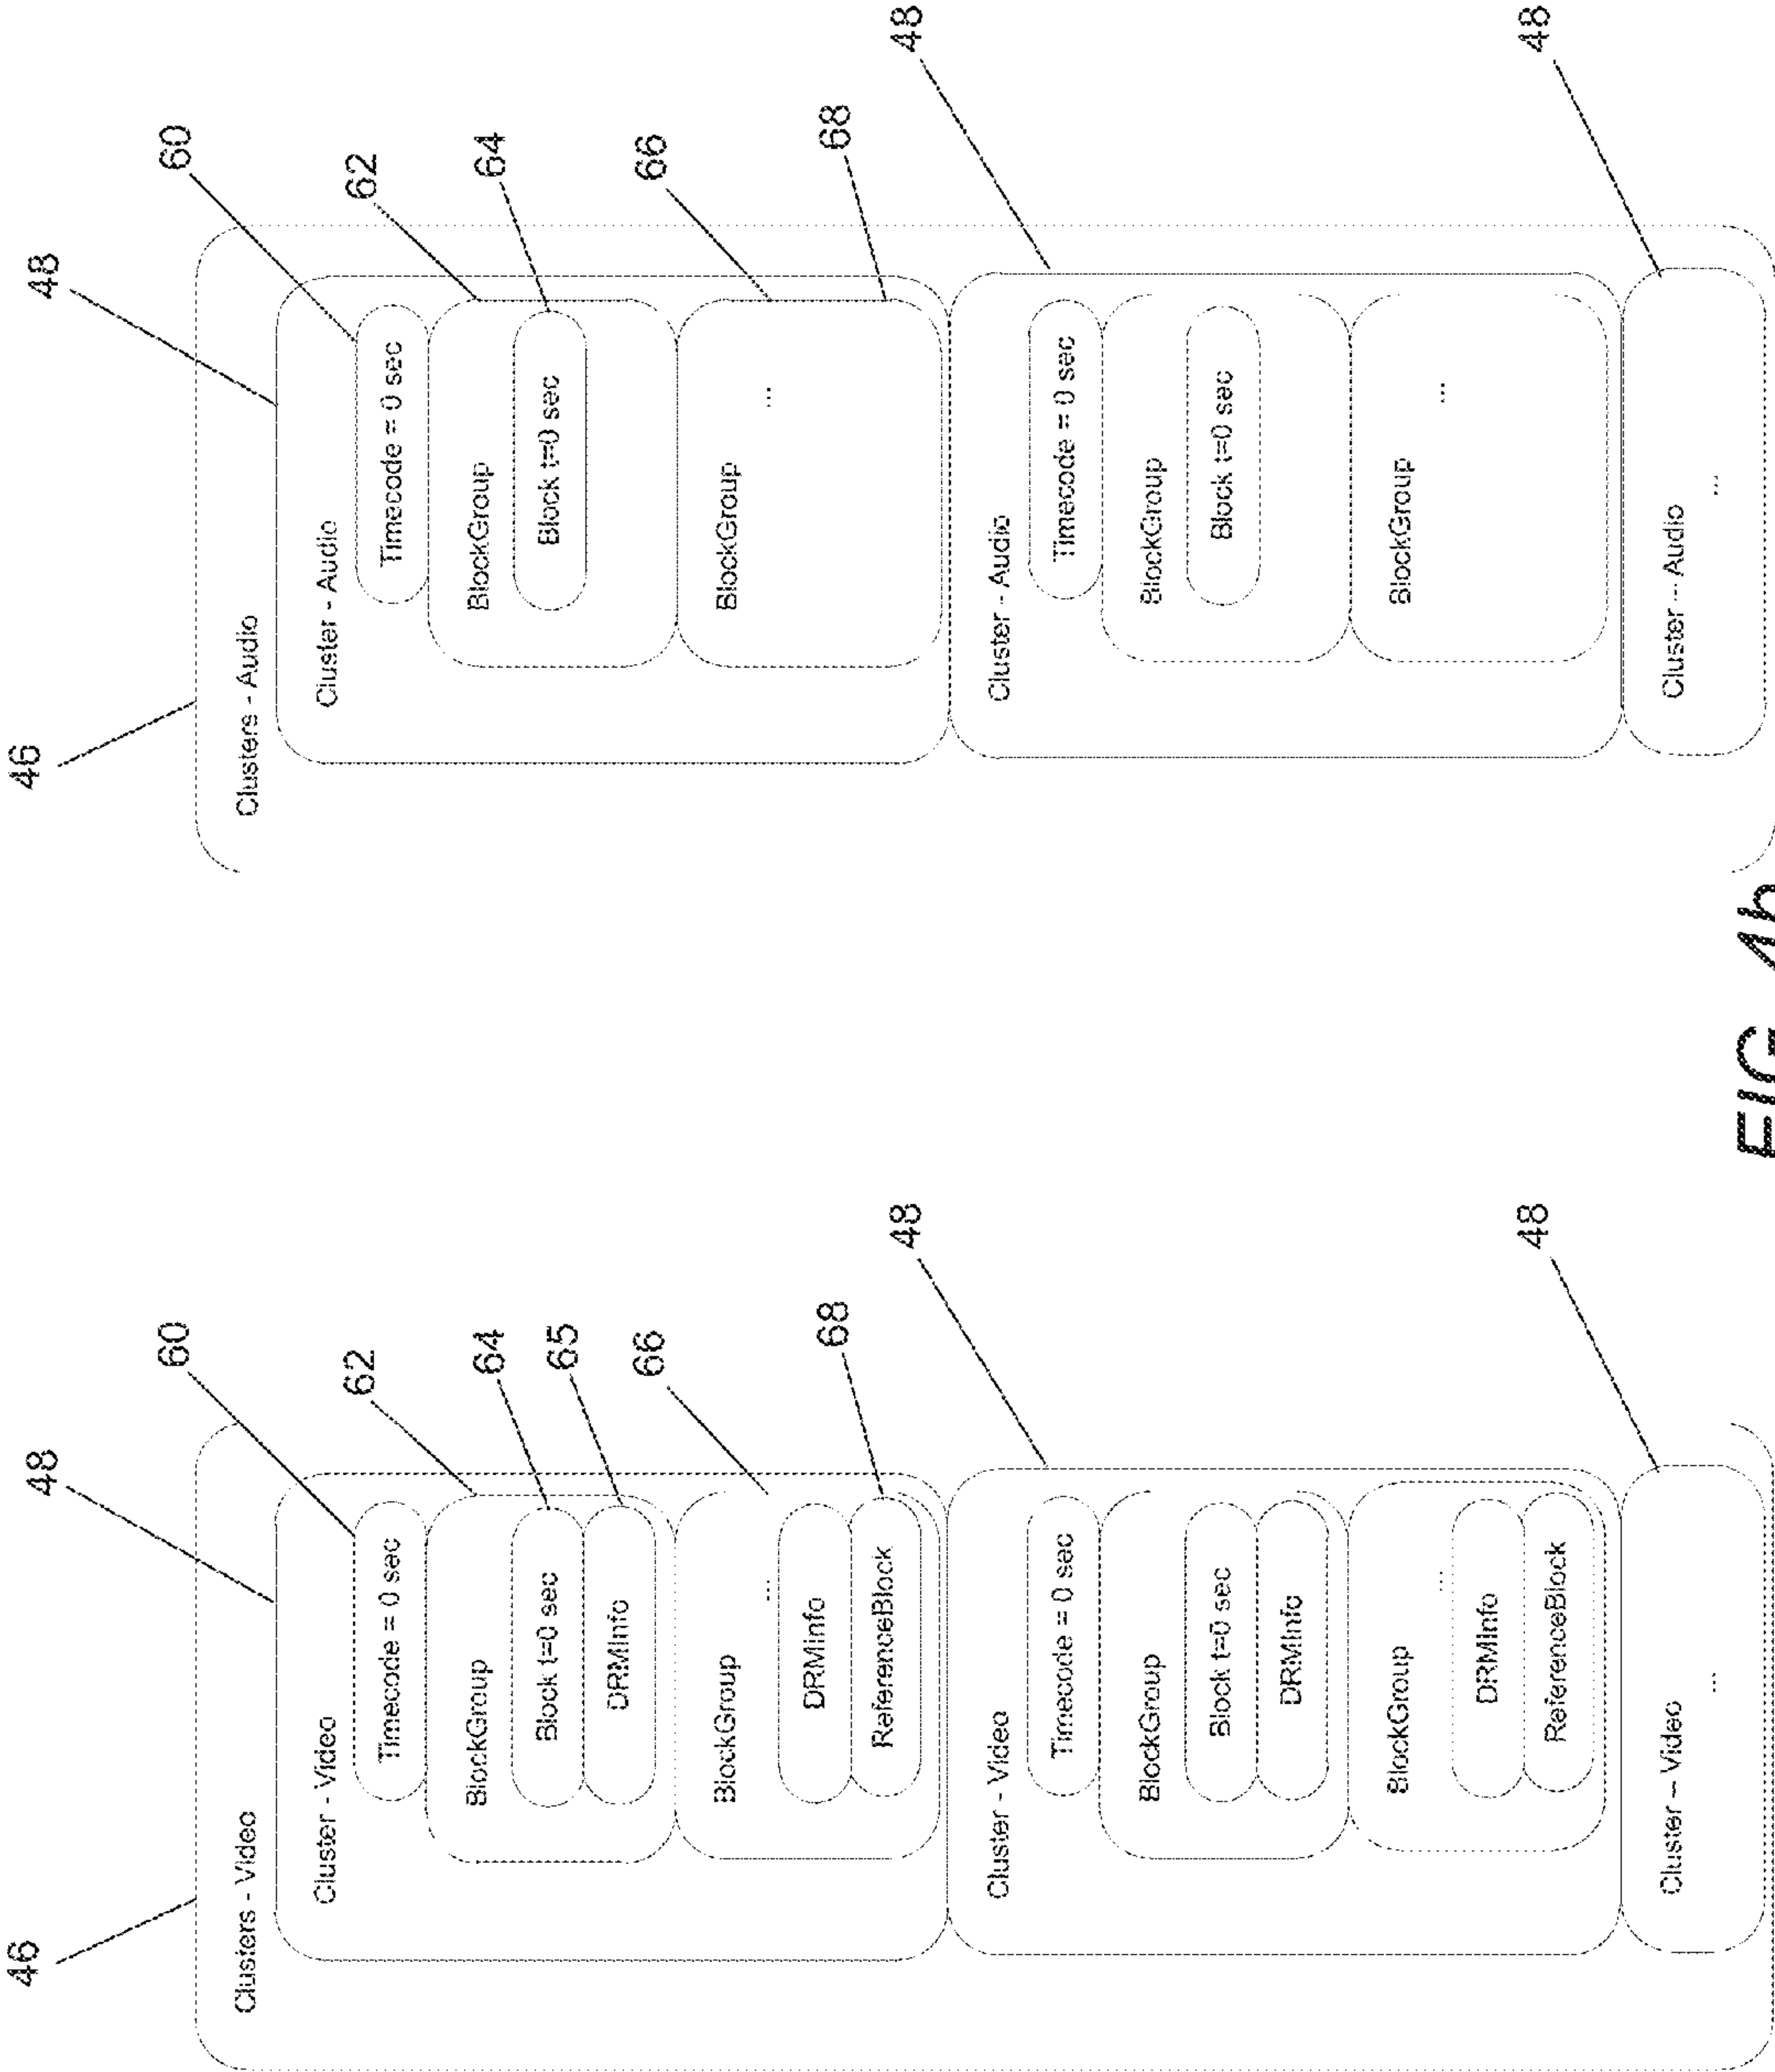 46
48
Clusters - Video
Cluster - Video
60
Timecode = 0 sec
62
BlockGroup
64
Block t=0 sec
65
DRMInfo
66
BlockGroup
...
DRMInfo
68
ReferenceBlock
48
Cluster - Video
Timecode = 0 sec
BlockGroup
Block t=0 sec
DRMInfo
BlockGroup
...
DRMInfo
ReferenceBlock
48
Cluster – Video
...
46
48
Clusters - Audio
Cluster - Audio
60
Timecode = 0 sec
62
BlockGroup
64
Block t=0 sec
66
BlockGroup
...
68
48
Cluster - Audio
Timecode = 0 sec
BlockGroup
Block t=0 sec
BlockGroup
...
48
Cluster – Audio
...
FIG. 4b